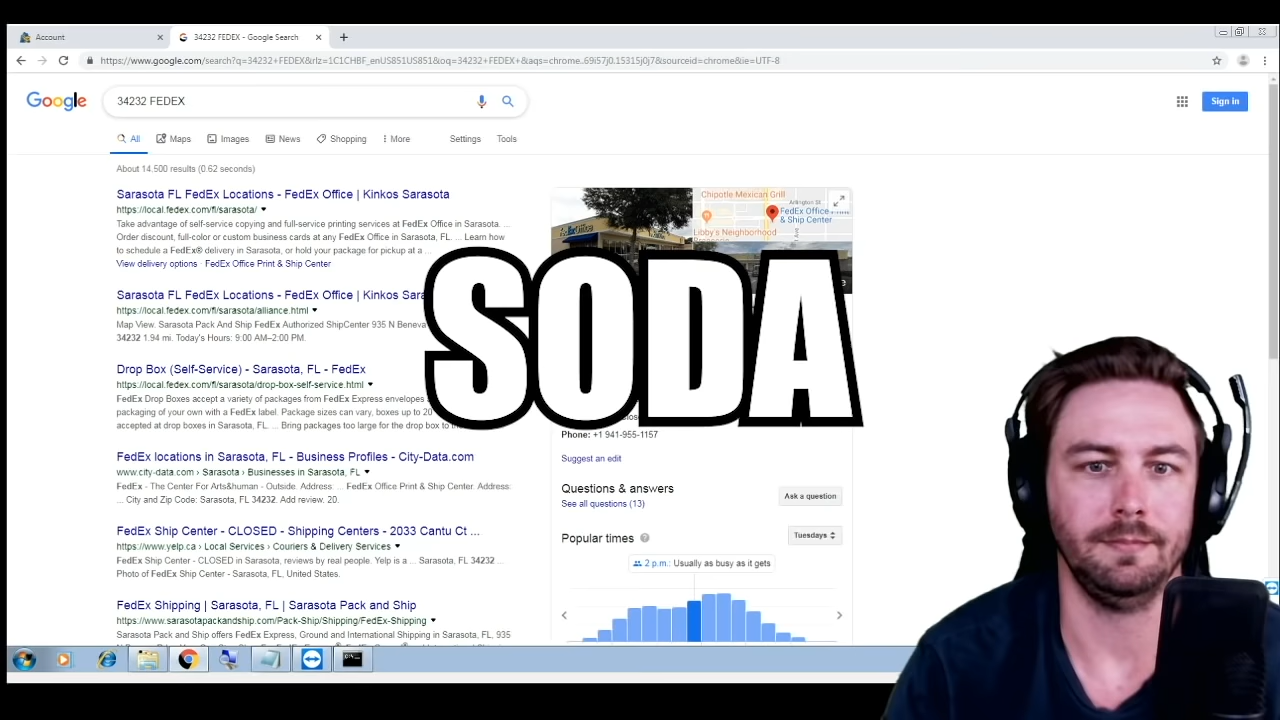 Account
34232 FEDEX - Google Search
https://www.google.com/search?q=34232+FEDEX&rlz=1C1CHBF_enUS851US851&oq=34232+FEDEX+&aqs=chrome..69i57j0.15315j0j7&sourceid=chrome&ie=UTF-8
Google
34232 FEDEX
Sign in
All
Maps
Images
News
Shopping
More
Settings
Tools
About 14,500 results (0.62 seconds)
Sarasota FL FedEx Locations - FedEx Office | Kinkos Sarasota
https://local.fedex.com/fl/sarasota/
Take advantage of self-service copying and full-service printing services at FedEx Office in Sarasota. ...
Order discount, full-color or custom business cards at any FedEx Office in Sarasota, FL. ... Learn how
to schedule a FedEx® delivery in Sarasota, or hold your package for pickup at a ...
View delivery options · FedEx Office Print & Ship Center
Sarasota FL FedEx Locations - FedEx Office | Kinkos Sara
https://local.fedex.com/fl/sarasota/alliance.html
Map View. Sarasota Pack And Ship FedEx Authorized ShipCenter 935 N Beneva
34232 1.94 mi. Today's Hours: 9:00 AM–2:00 PM.
Drop Box (Self-Service) - Sarasota, FL - FedEx
https://local.fedex.com/fl/sarasota/drop-box-self-service.html
FedEx Drop Boxes accept a variety of packages from FedEx Express envelopes
packaging of your own with a FedEx label. Package sizes can vary, boxes up to 20
accepted at drop boxes in Sarasota, FL. ... Bring packages too large for the drop box to
FedEx locations in Sarasota, FL - Business Profiles - City-Data.com
www.city-data.com › Sarasota › Businesses in Sarasota, FL
FedEx - The Center For Arts&human - Outside. Address: ... FedEx Office Print & Ship Center. Address:
... City and Zip Code: Sarasota, FL 34232. Add review. 20.
FedEx Ship Center - CLOSED - Shipping Centers - 2033 Cantu Ct ...
https://www.yelp.ca › Local Services › Couriers & Delivery Services
FedEx Ship Center - CLOSED in Sarasota, reviews by real people. Yelp is a ... Sarasota, FL 34232 ...
Photo of FedEx Ship Center - Sarasota, FL, United States.
FedEx Shipping | Sarasota, FL | Sarasota Pack and Ship
https://www.sarasotapackandship.com/Pack-Ship/Shipping/FedEx-Shipping
Sarasota Pack and Ship offers FedEx Express, Ground and International Shipping in Sarasota, FL, 935
Chipotle Mexican Grill
Arlington St
FedEx Office Print
& Ship Center
Libby's Neighborhood
SODA
Phone: +1 941-955-1157
Suggest an edit
Questions & answers
See all questions (13)
Ask a question
Popular times
Tuesdays
2 p.m.: Usually as busy as it gets